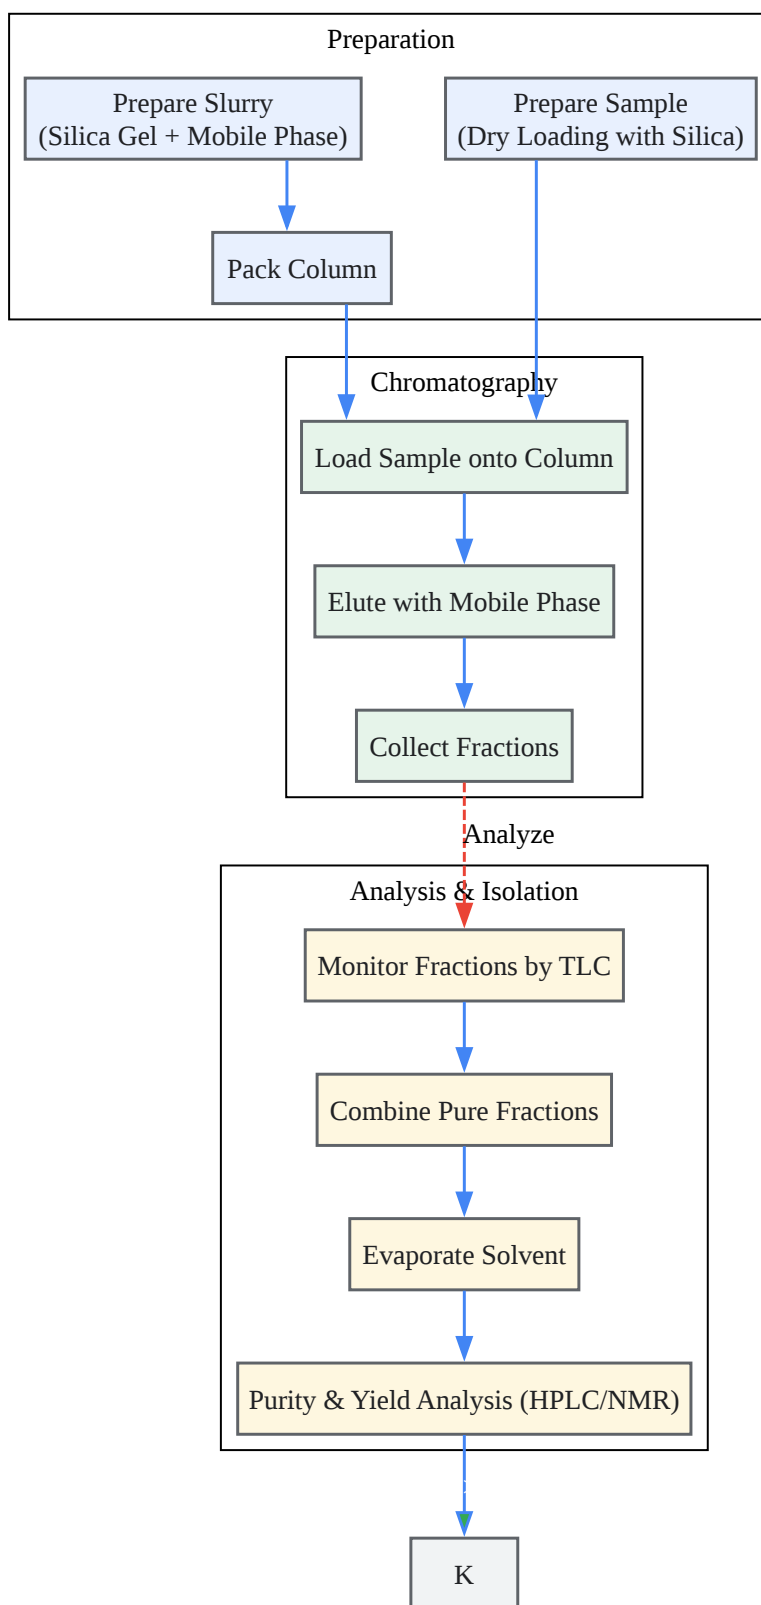 Preparation
Prepare Slurry
(Silica Gel + Mobile Phase)
Prepare Sample
(Dry Loading with Silica)
Pack Column
Chromatography
Load Sample onto Column
Elute with Mobile Phase
Collect Fractions
Analyze
Analysis & Isolation
Monitor Fractions by TLC
Combine Pure Fractions
Evaporate Solvent
Purity & Yield Analysis (HPLC/NMR)
K